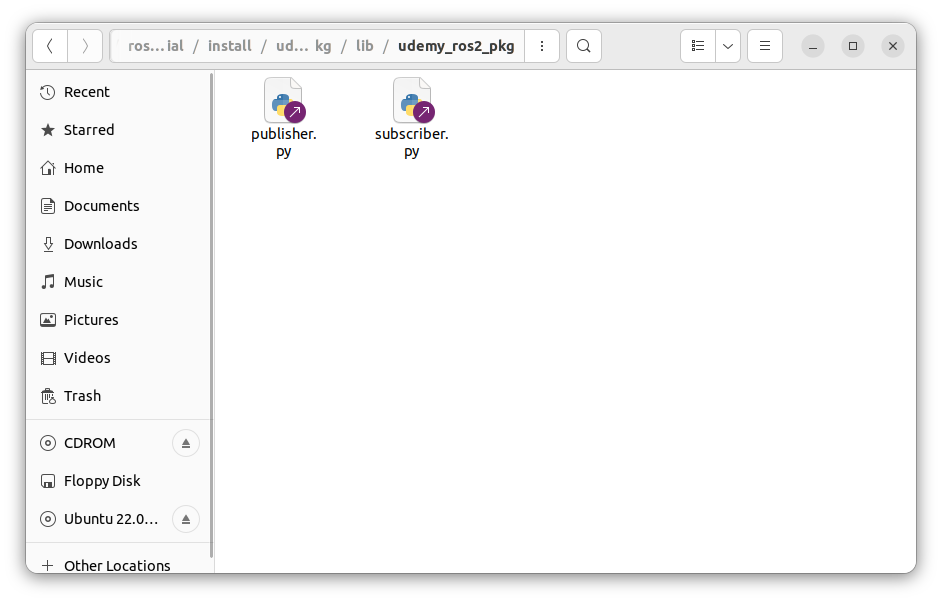 ros…ial / install / ud… kg / lib / udemy_ros2_pkg
Recent
Starred
Home
Documents
Downloads
Music
Pictures
Videos
Trash
CDROM
Floppy Disk
Ubuntu 22.0…
Other Locations
publisher.
py
subscriber.
py